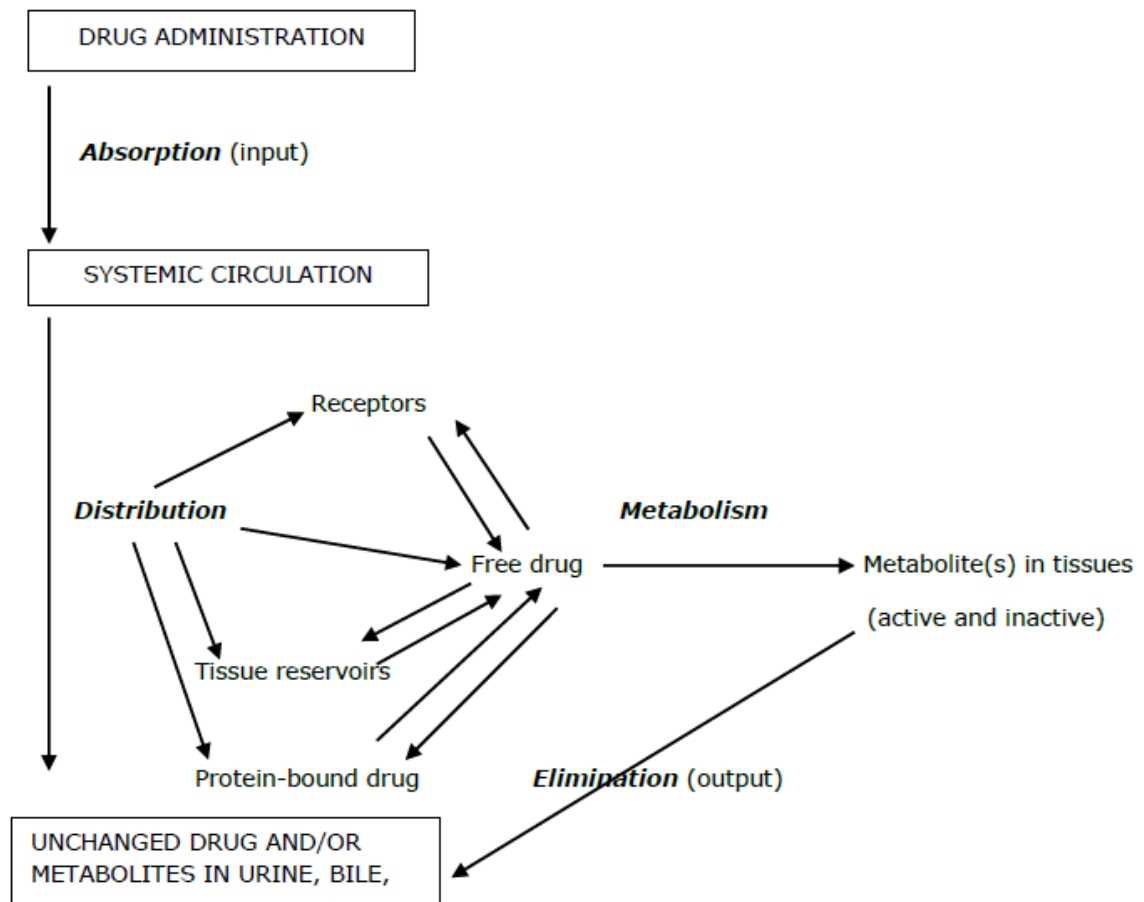 DRUG ADMINISTRATION
Absorption (input)
SYSTEMIC CIRCULATION
Receptors
Distribution
Metabolism
Free drug
Metabolite(s) in tissues
(active and inactive)
Tissue reservoirs
Protein-bound drug
Elimination (output)
UNCHANGED DRUG AND/OR
METABOLITES IN URINE, BILE,